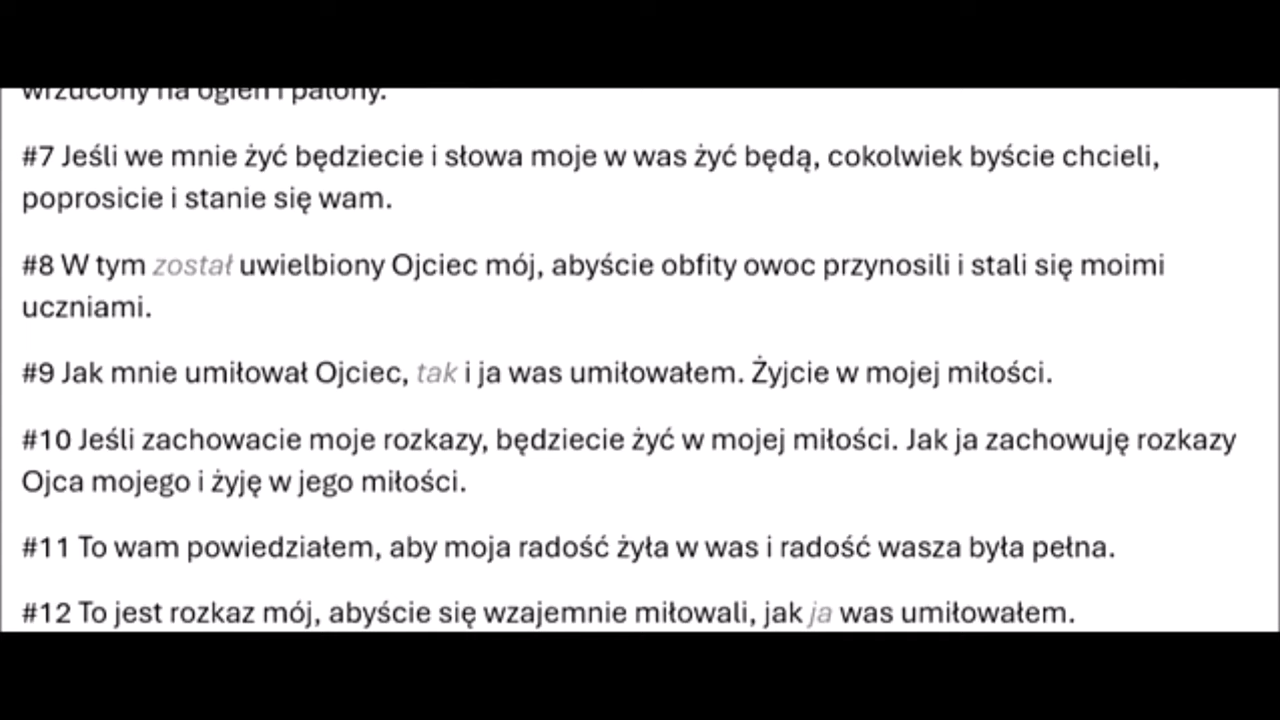 wrzucony na ogień i palony.
#7 Jeśli we mnie żyć będziecie i słowa moje w was żyć będą, cokolwiek byście chcieli,
poprosicie i stanie się wam.
#8 W tym został uwielbiony Ojciec mój, abyście obfity owoc przynosili i stali się moimi
uczniami.
#9 Jak mnie umiłował Ojciec, tak i ja was umiłowałem. Żyjcie w mojej miłości.
#10 Jeśli zachowacie moje rozkazy, będziecie żyć w mojej miłości. Jak ja zachowuję rozkazy
Ojca mojego i żyję w jego miłości.
#11 To wam powiedziałem, aby moja radość żyła w was i radość wasza była pełna.
#12 To jest rozkaz mój, abyście się wzajemnie miłowali, jak ja was umiłowałem.